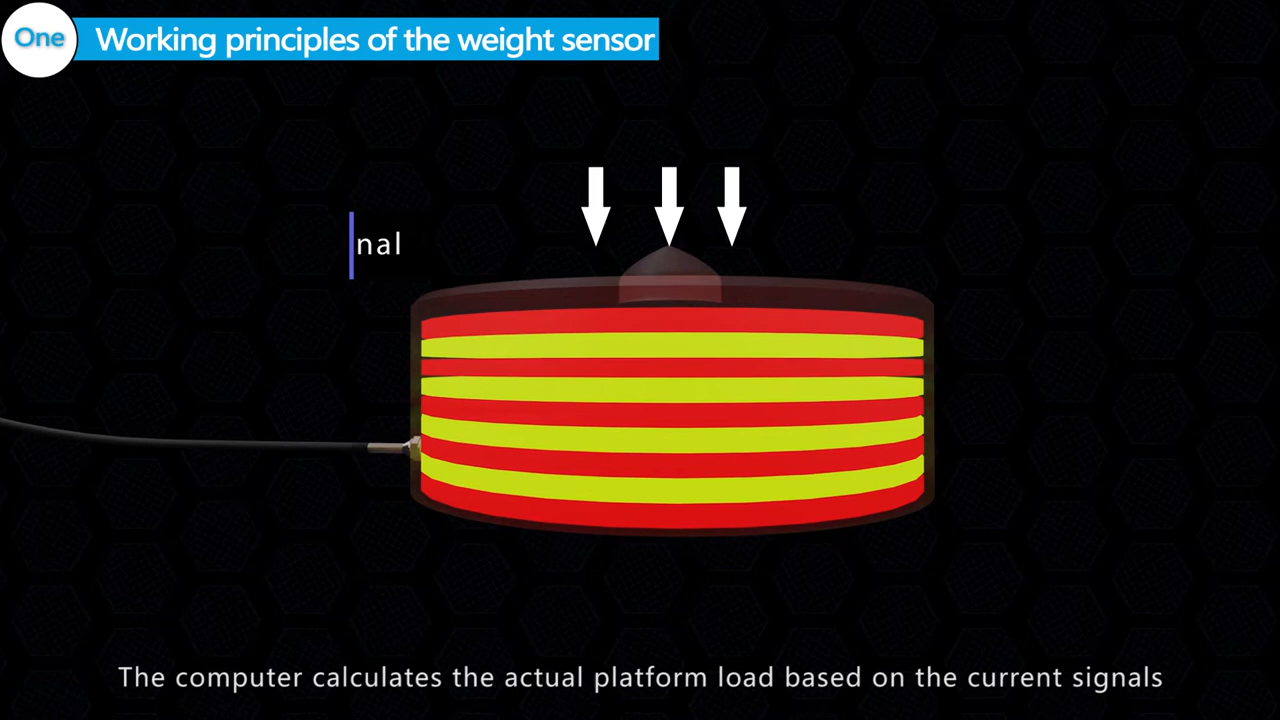 One
Working principles of the weight sensor
nal
The computer calculates the actual platform load based on the current signals